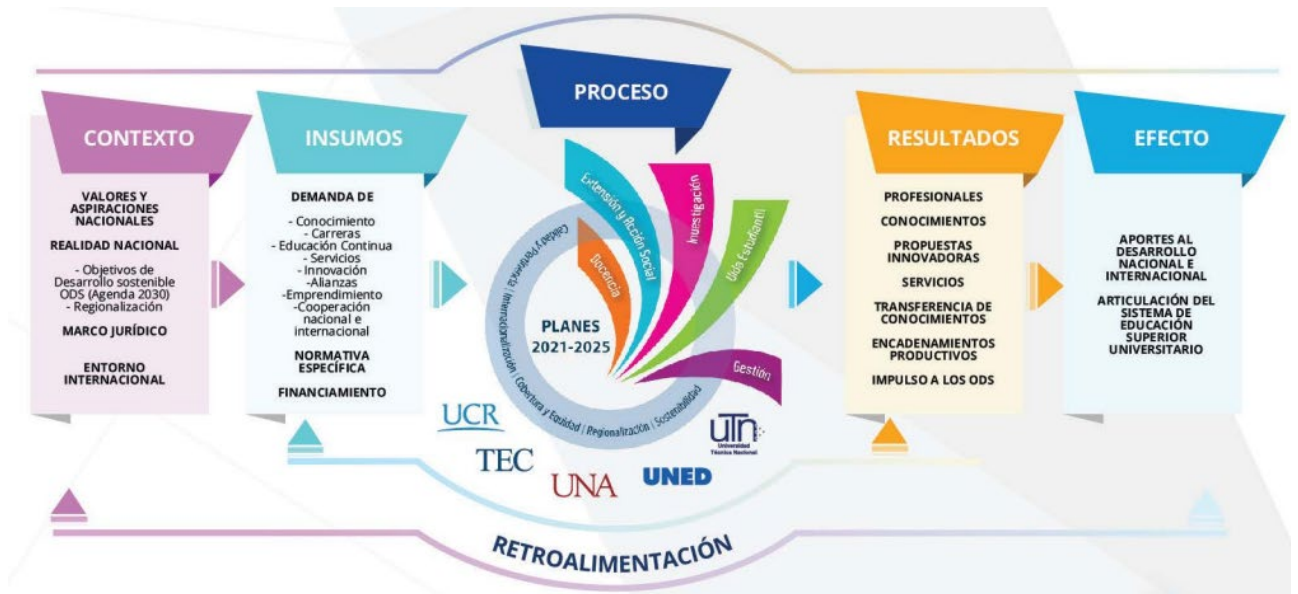 PROCESO
CONTEXTO
VALORES Y
ASPIRACIONES
NACIONALES
REALIDAD NACIONAL
- Objetivos de
Desarrollo sostenible
ODS (Agenda 2030)
- Regionalización
MARCO JURÍDICO
ENTORNO
INTERNACIONAL
INSUMOS
DEMANDA DE
- Conocimiento
- Carreras
- Educación Continua
- Servicios
- Innovación
- Alianzas
-Emprendimiento
-Cooperación
nacional e
internacional
NORMATIVA
ESPECÍFICA
FINANCIAMIENTO
Docencia
Extensión y Acción Social
Investigación
Vida Estudiantil
Gestión
PLANES
2021-2025
Calidad y Pertinencia | Internacionalización | Cobertura y Equidad | Regionalización | Sostenibilidad
UCR
TEC
UNA
UNED
UTN
Universidad
Técnica Nacional
RESULTADOS
PROFESIONALES
CONOCIMIENTOS
PROPUESTAS
INNOVADORAS
SERVICIOS
TRANSFERENCIA DE
CONOCIMIENTOS
ENCADENAMIENTOS
PRODUCTIVOS
IMPULSO A LOS ODS
EFECTO
APORTES AL
DESARROLLO
NACIONAL E
INTERNACIONAL
ARTICULACIÓN DEL
SISTEMA DE
EDUCACIÓN
SUPERIOR
UNIVERSITARIO
RETROALIMENTACIÓN